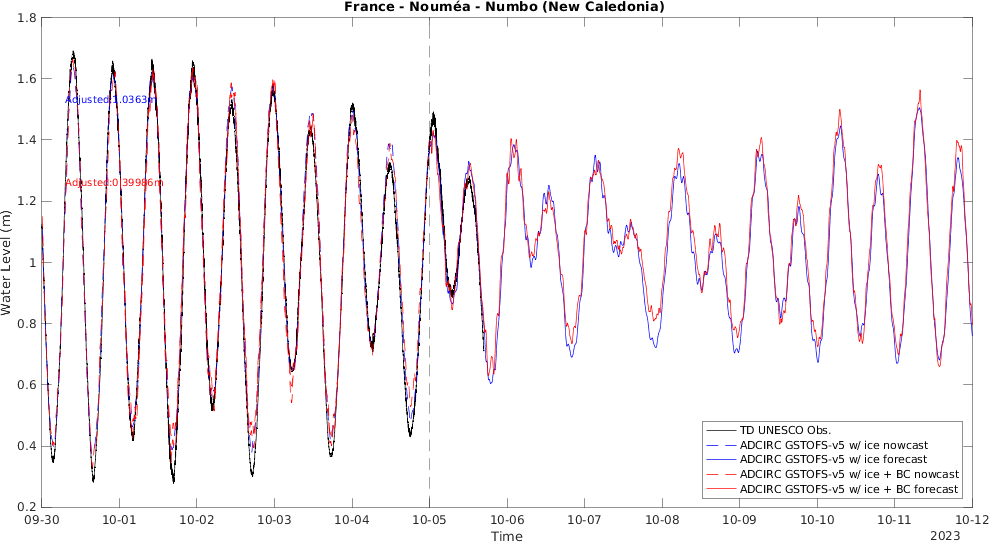 France - Nouméa - Numbo (New Caledonia)
1.8
1.6
1.4
1.2
1
0.8
0.6
0.4
0.2
Water Level (m)
Adjusted:1.0363m
Adjusted:0.39986m
TD UNESCO Obs.
ADCIRC GSTOFS-v5 w/ ice nowcast
ADCIRC GSTOFS-v5 w/ ice forecast
ADCIRC GSTOFS-v5 w/ ice + BC nowcast
ADCIRC GSTOFS-v5 w/ ice + BC forecast
09-30 10-01 10-02 10-03 10-04 10-05 10-06 10-07 10-08 10-09 10-10 10-11 10-12
Time
2023